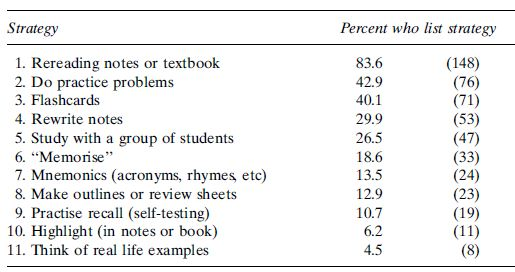 Strategy Percent who list strategy
1. Rereading notes or textbook 83.6 (148)
2. Do practice problems 42.9 (76)
3. Flashcards 40.1 (71)
4. Rewrite notes 29.9 (53)
5. Study with a group of students 26.5 (47)
6. “Memorise” 18.6 (33)
7. Mnemonics (acronyms, rhymes, etc) 13.5 (24)
8. Make outlines or review sheets 12.9 (23)
9. Practise recall (self-testing) 10.7 (19)
10. Highlight (in notes or book) 6.2 (11)
11. Think of real life examples 4.5 (8)